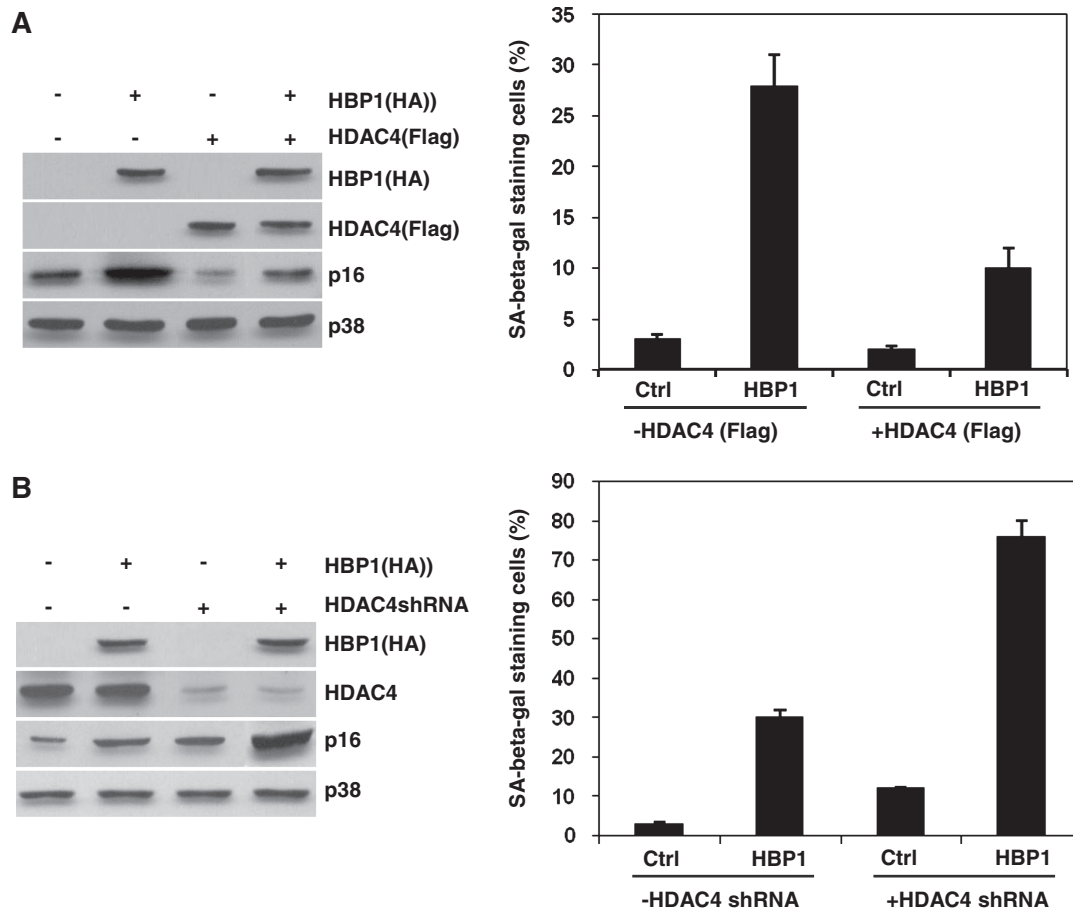 A
- + - + HBP1(HA))
- - + + HDAC4(Flag)
HBP1(HA)
HDAC4(Flag)
p16
p38
SA-beta-gal staining cells (%)
35
30
25
20
15
10
5
0
Ctrl HBP1 Ctrl HBP1
-HDAC4 (Flag) +HDAC4 (Flag)
B
- + - + HBP1(HA))
- - + + HDAC4shRNA
HBP1(HA)
HDAC4
p16
p38
SA-beta-gal staining cells (%)
90
80
70
60
50
40
30
20
10
0
Ctrl HBP1 Ctrl HBP1
-HDAC4 shRNA +HDAC4 shRNA